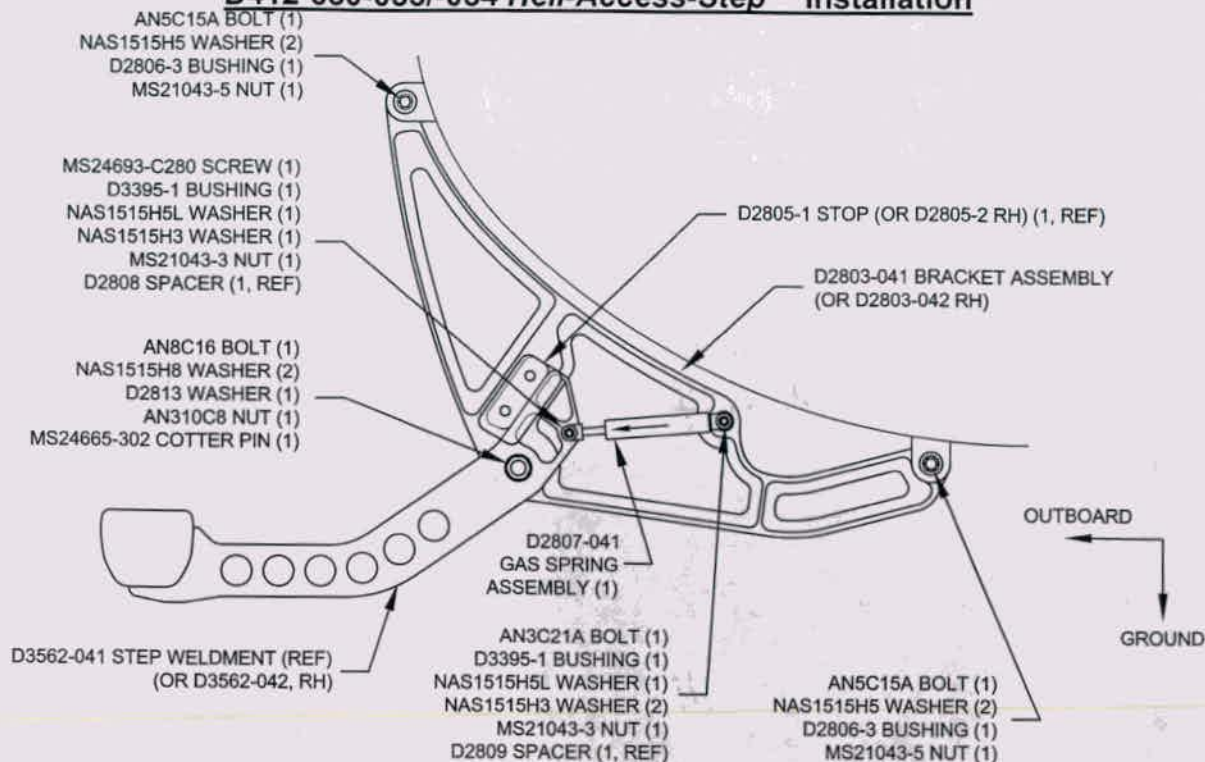 Installation
AN5C15A BOLT (1)
NAS1515H5 WASHER (2)
D2806-3 BUSHING (1)
MS21043-5 NUT (1)
MS24693-C280 SCREW (1)
D3395-1 BUSHING (1)
NAS1515H5L WASHER (1)
NAS1515H3 WASHER (1)
MS21043-3 NUT (1)
D2808 SPACER (1, REF)
AN8C16 BOLT (1)
NAS1515H8 WASHER (2)
D2813 WASHER (1)
AN310C8 NUT (1)
MS24665-302 COTTER PIN (1)
D2805-1 STOP (OR D2805-2 RH) (1, REF)
D2803-041 BRACKET ASSEMBLY
(OR D2803-042 RH)
OUTBOARD
GROUND
D2807-041
GAS SPRING
ASSEMBLY (1)
D3562-041 STEP WELDMENT (REF)
(OR D3562-042, RH)
AN3C21A BOLT (1)
D3395-1 BUSHING (1)
NAS1515H5L WASHER (1)
NAS1515H3 WASHER (2)
MS21043-3 NUT (1)
D2809 SPACER (1, REF)
AN5C15A BOLT (1)
NAS1515H5 WASHER (2)
D2806-3 BUSHING (1)
MS21043-5 NUT (1)